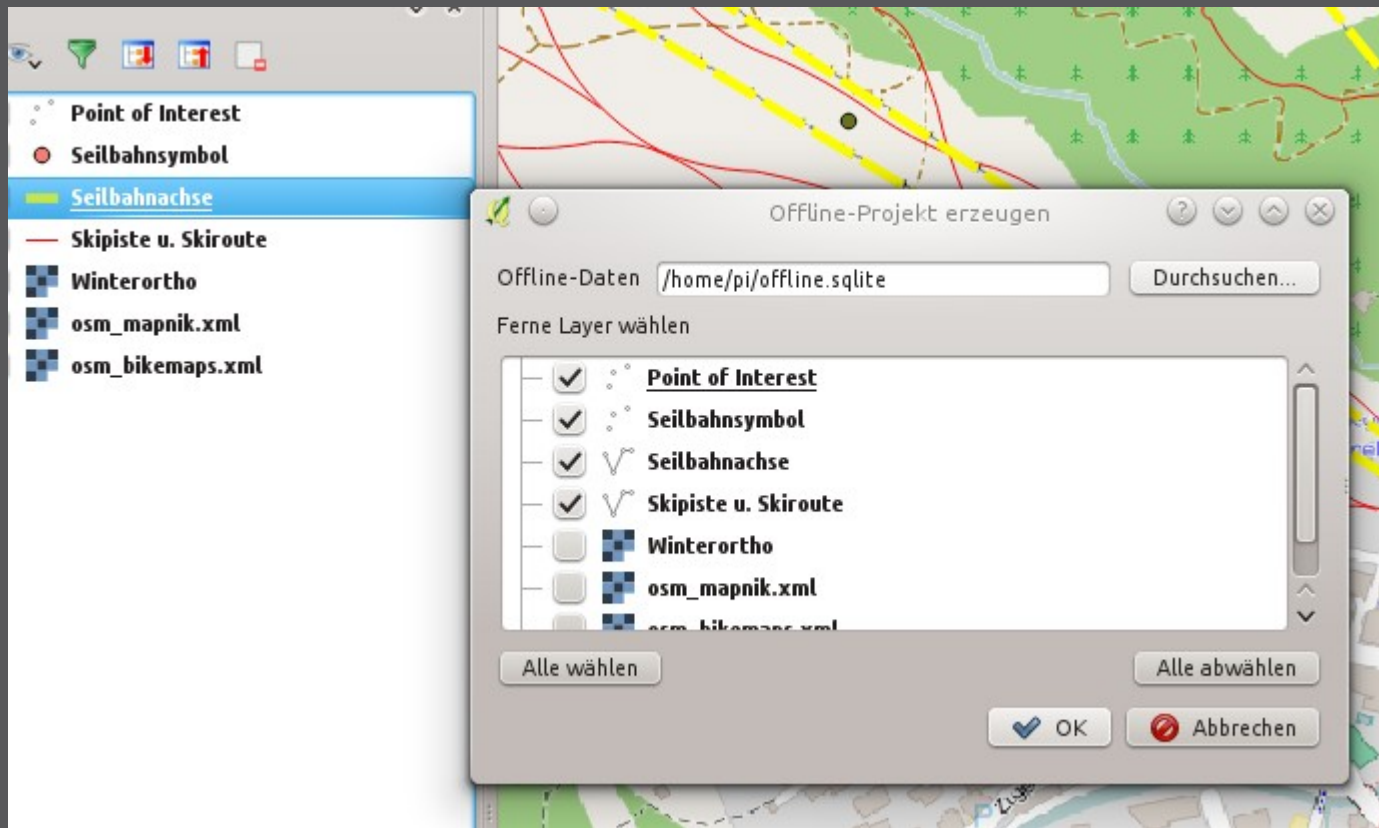 Point of Interest
Seilbahnsymbol
Seilbahnachse
Skipiste u. Skiroute
Winterortho
osm_mapnik.xml
osm_bikemaps.xml
Offline-Projekt erzeugen
Offline-Daten /home/pi/offline.sqlite Durchsuchen...
Ferne Layer wählen
Point of Interest
Seilbahnsymbol
Seilbahnachse
Skipiste u. Skiroute
Winterortho
osm_mapnik.xml
osm_bikemaps.xml
Alle wählen Alle abwählen
OK Abbrechen
P